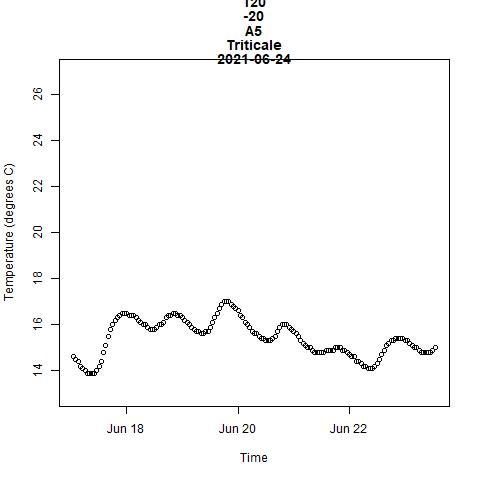 120
-20
A5
Triticale
2021-06-24
26
24
22
20
18
16
14
Temperature (degrees C)
Jun 18
Jun 20
Jun 22
Time